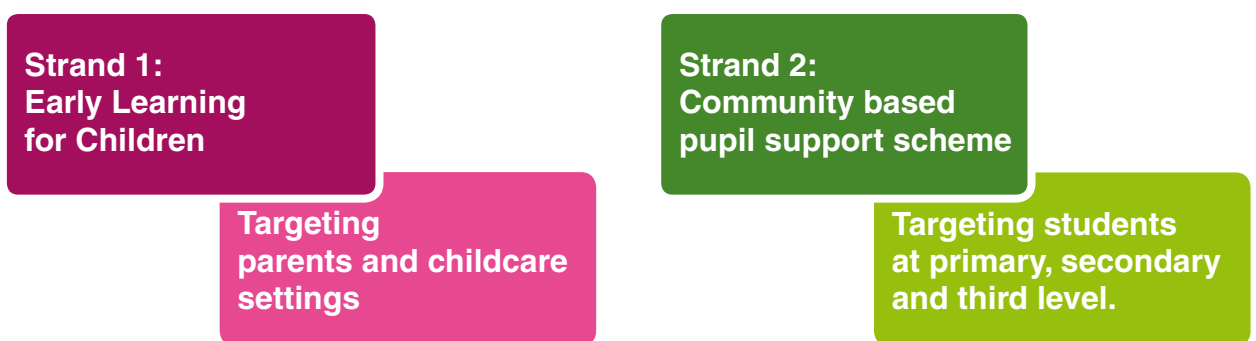 Strand 1:
Early Learning
for Children
Targeting
parents and childcare
settings
Strand 2:
Community based
pupil support scheme
Targeting students
at primary, secondary
and third level.